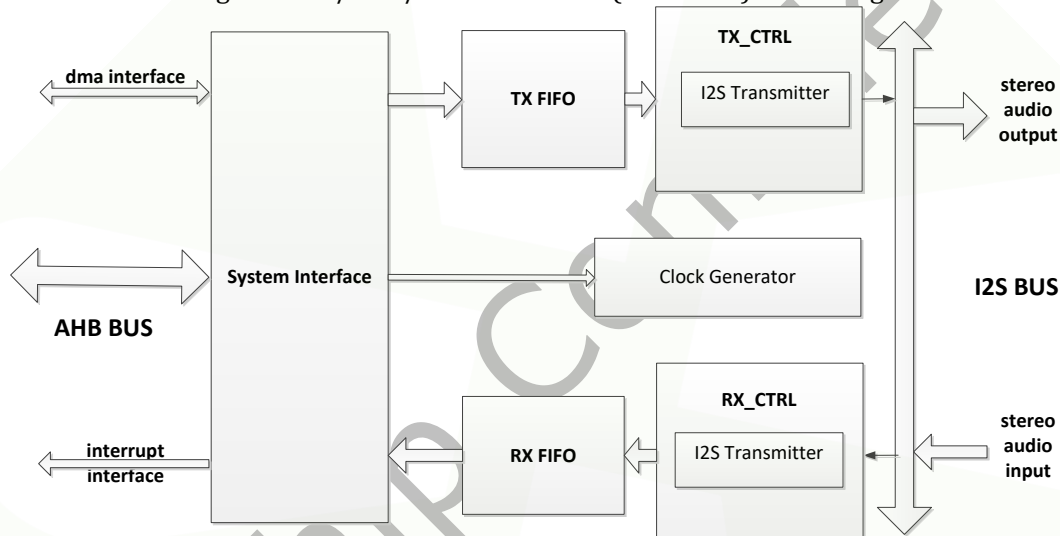 dma interface
AHB BUS
interrupt
interface
System Interface
TX FIFO
TX_CTRL
I2S Transmitter
Clock Generator
RX FIFO
RX_CTRL
I2S Transmitter
stereo
audio
output
I2S BUS
stereo
audio
input